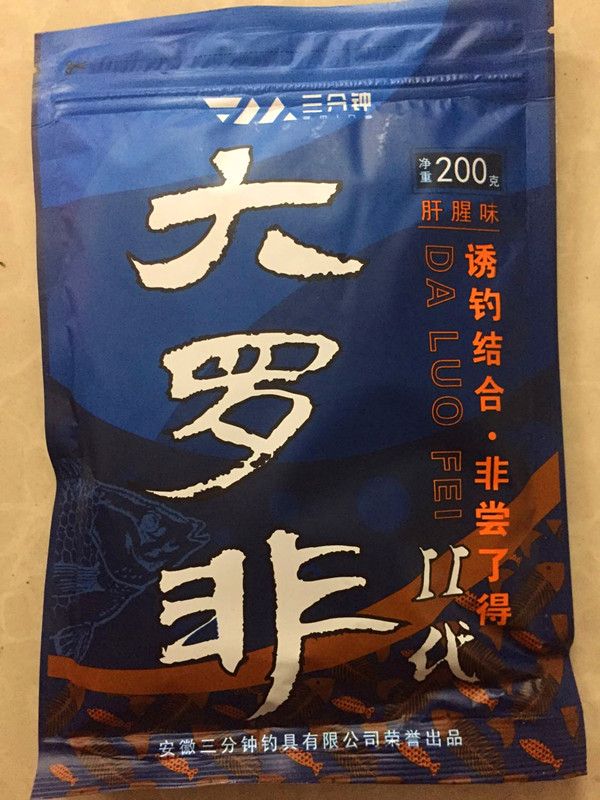 三分钟
大罗非
净重200克
肝腥味
诱钓结合·非尝了得
DA LUO FEI
II代
安徽三分钟钓具有限公司荣誉出品